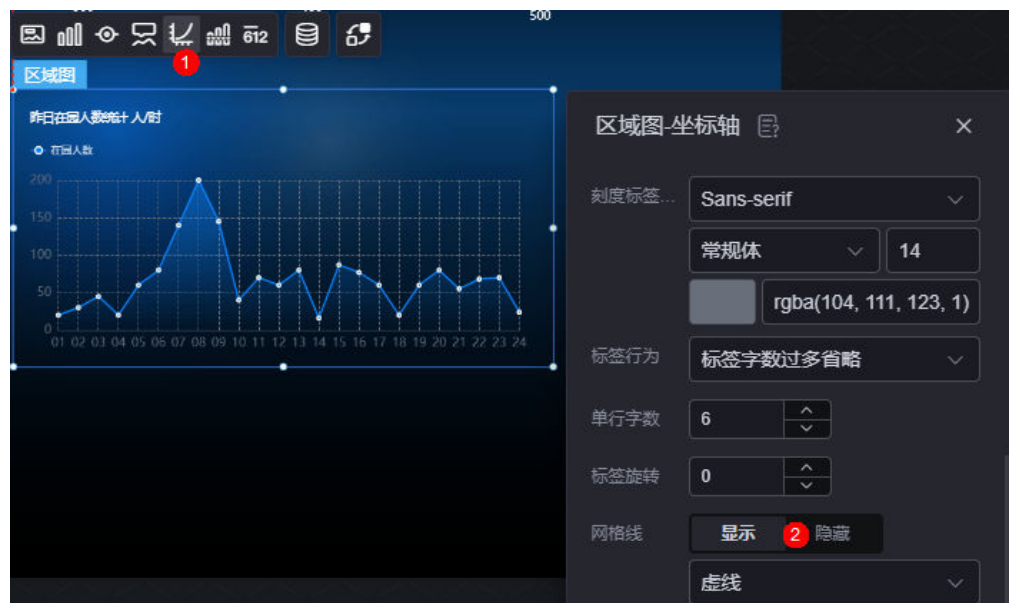 500
612
1
区域图
昨日在园人数统计 人/时
在园人数
200
150
100
50
0
01 02 03 04 05 06 07 08 09 10 11 12 13 14 15 16 17 18 19 20 21 22 23 24
区域图-坐标轴
刻度标签... Sans-serif
常规体 14
rgba(104, 111, 123, 1)
标签行为 标签字数过多省略
单行字数 6
标签旋转 0
网格线 显示 2 隐藏
虚线